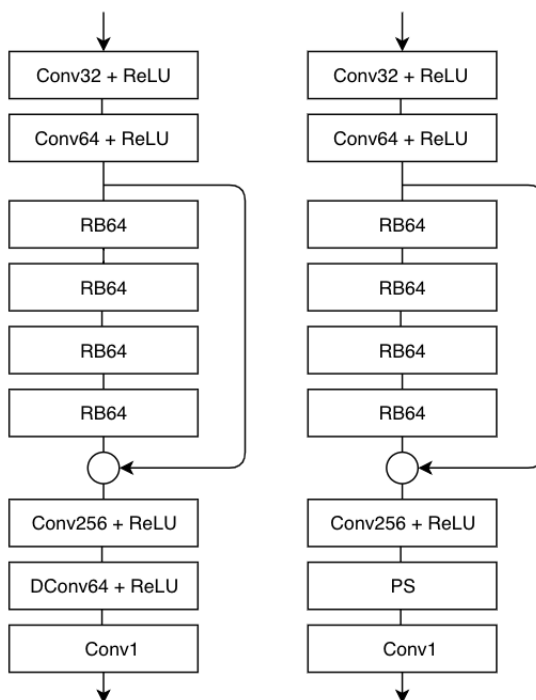 Conv32 + ReLU
Conv64 + ReLU
RB64
RB64
RB64
RB64
Conv256 + ReLU
DConv64 + ReLU
Conv1
Conv32 + ReLU
Conv64 + ReLU
RB64
RB64
RB64
RB64
Conv256 + ReLU
PS
Conv1